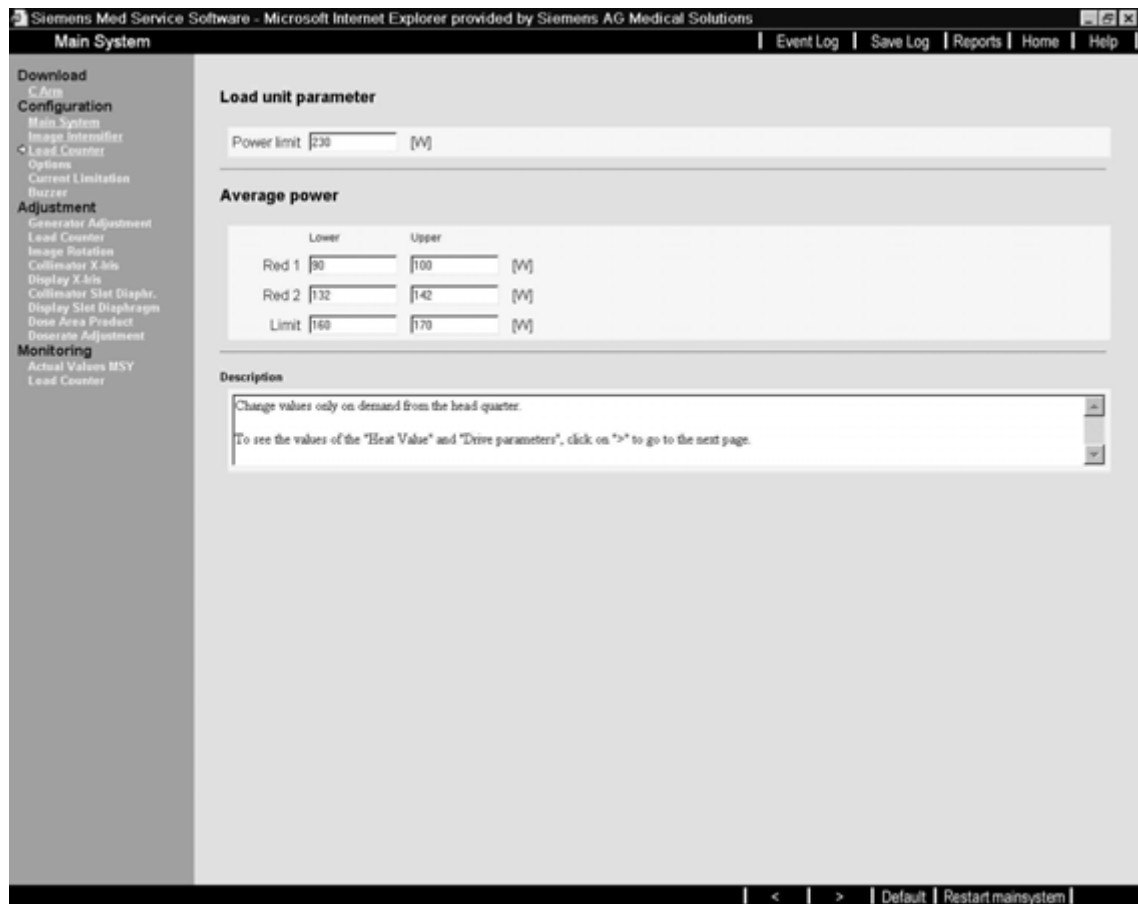 Siemens Med Service Software - Microsoft Internet Explorer provided by Siemens AG Medical Solutions
Main System | Event Log | Save Log | Reports | Home | Help |
Download
C.Arm
Configuration
Main System
Image Intensifier
Load Counter
Options
Current Limitation
Buzzer
Adjustment
Generator Adjustment
Load Counter
Image Rotation
Collimator X-Iris
Display X-Iris
Collimator Slot Diaphr.
Display Slot Diaphragm
Dose Area Product
Doserate Adjustment
Monitoring
Actual Values MSY
Load Counter
Load unit parameter
Power limit 230 [W]
Average power
Lower Upper
Red 1 90 100 [W]
Red 2 132 142 [W]
Limit 160 170 [W]
Description
Change values only on demand from the head quarter.
To see the values of the "Heat Value" and "Drive parameters", click on ">" to go to the next page.
| < | > | Default | Restart mainsystem |